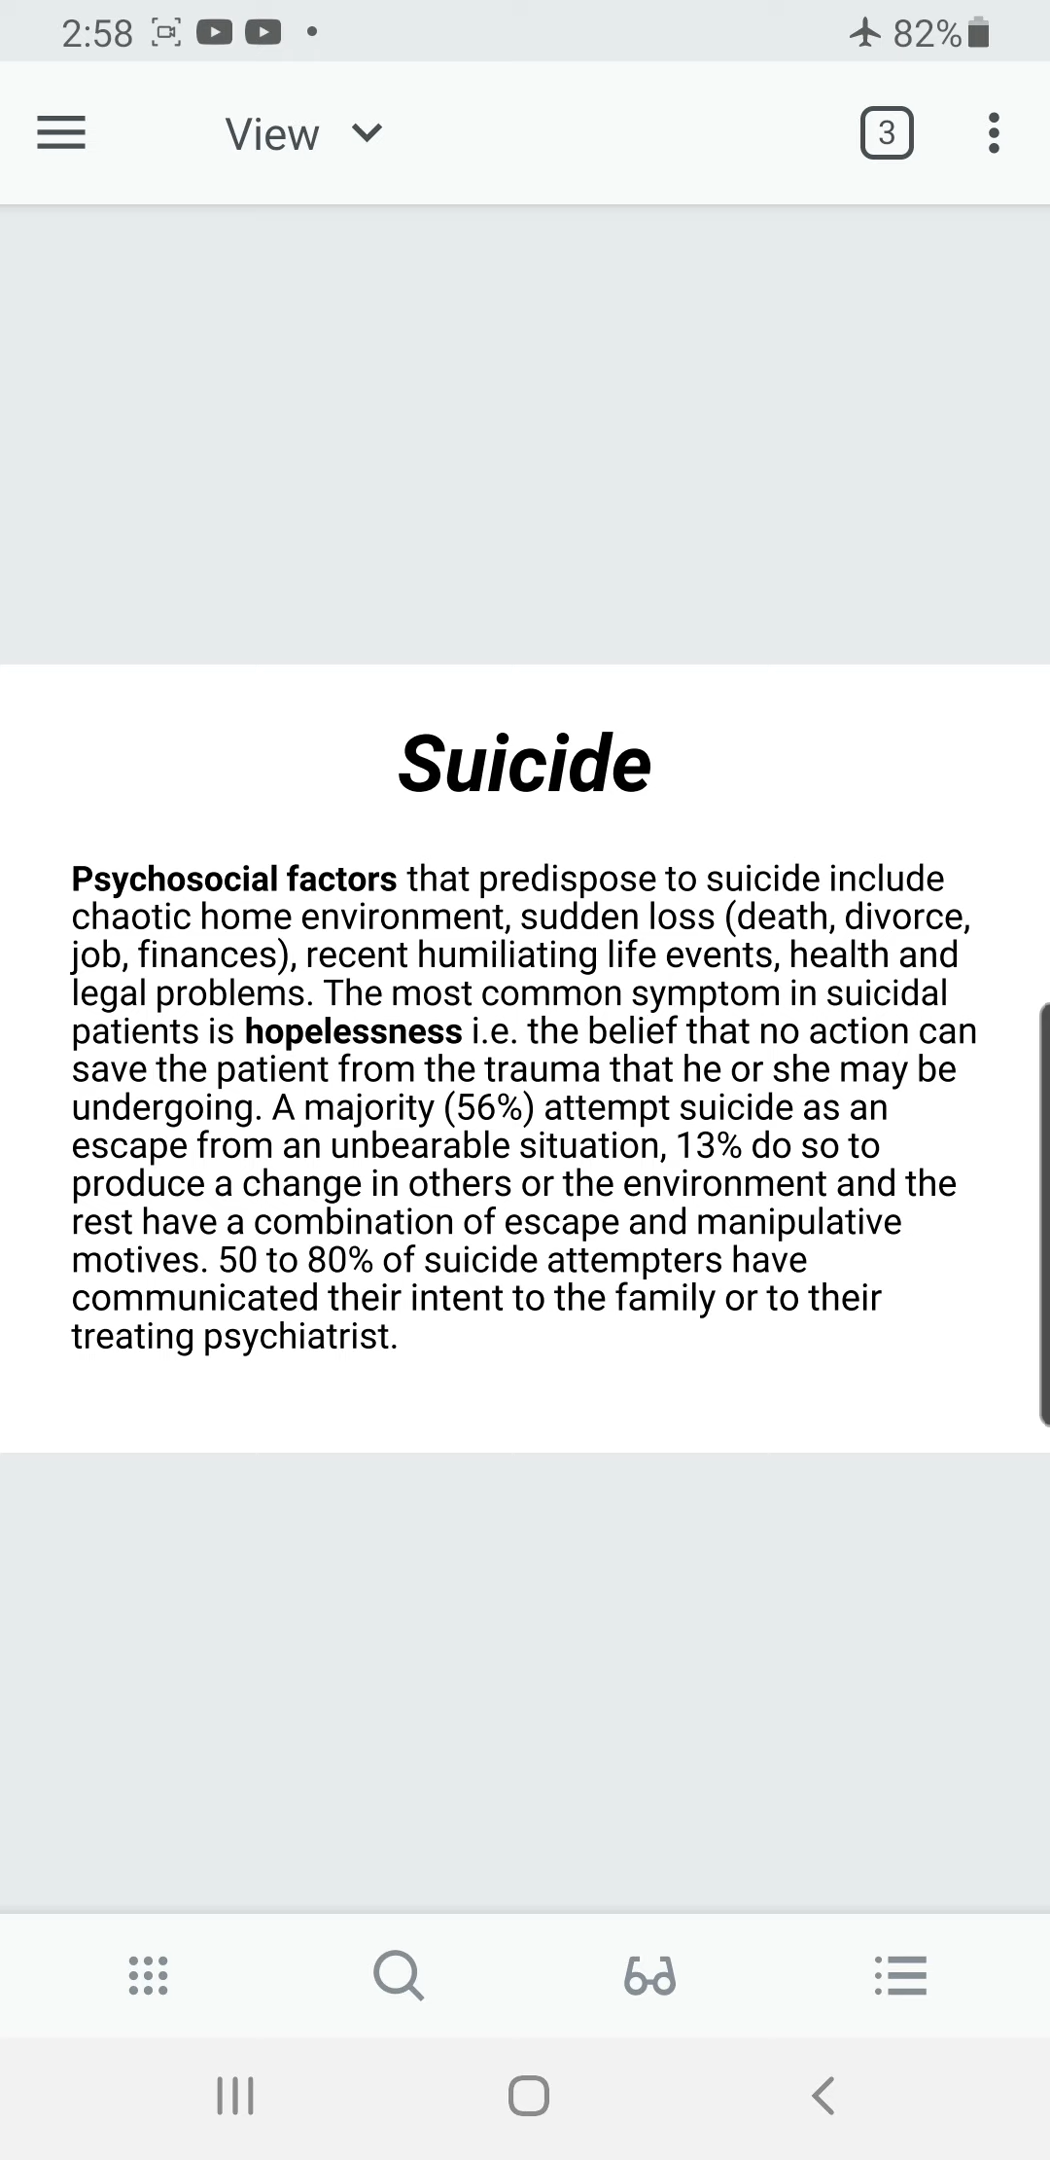 2:58
82%
View
3
Suicide
Psychosocial factors that predispose to suicide include
chaotic home environment, sudden loss (death, divorce,
job, finances), recent humiliating life events, health and
legal problems. The most common symptom in suicidal
patients is hopelessness i.e. the belief that no action can
save the patient from the trauma that he or she may be
undergoing. A majority (56%) attempt suicide as an
escape from an unbearable situation, 13% do so to
produce a change in others or the environment and the
rest have a combination of escape and manipulative
motives. 50 to 80% of suicide attempters have
communicated their intent to the family or to their
treating psychiatrist.